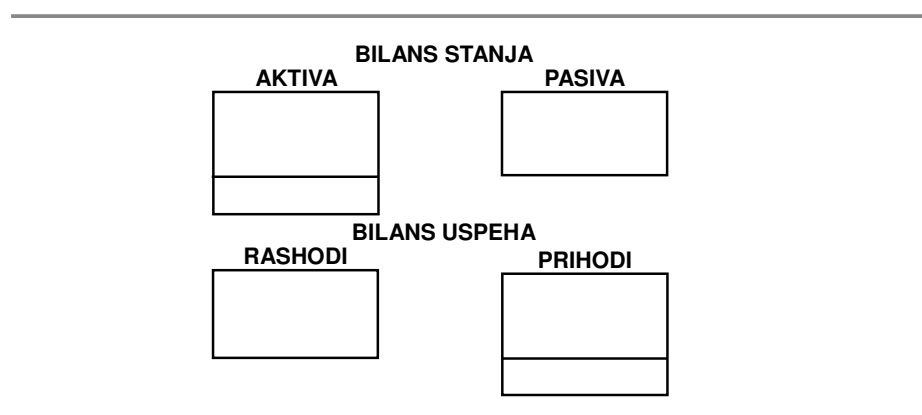 BILANS STANJA
AKTIVA PASIVA
BILANS USPEHA
RASHODI PRIHODI